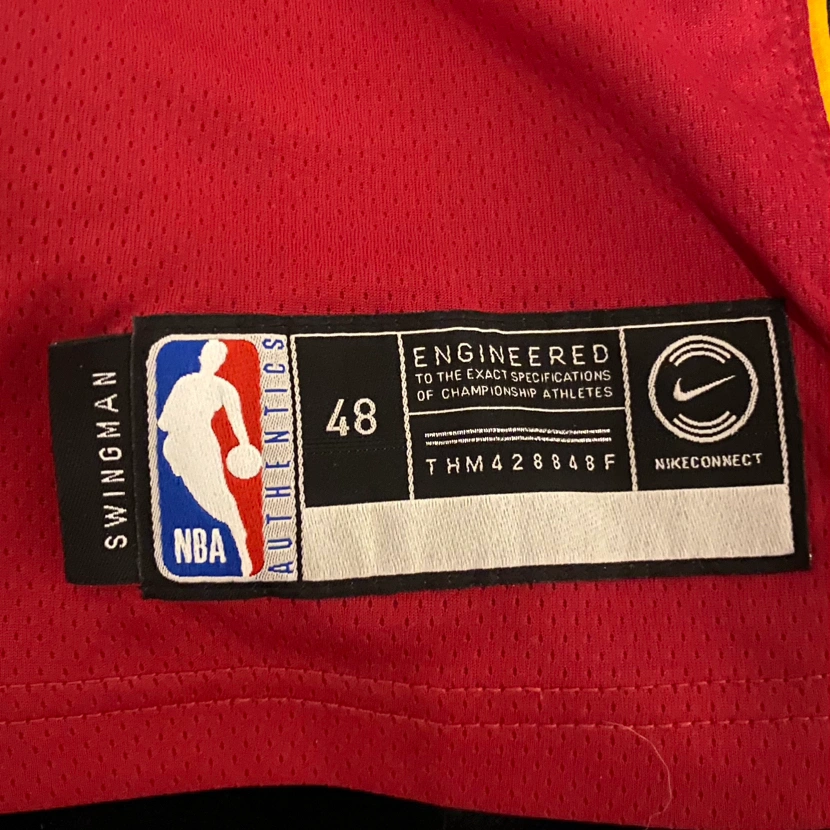 SWINGMAN
NBA
AUTHENTICS
48
ENGINEERED
TO THE EXACT SPECIFICATIONS
OF CHAMPIONSHIP ATHLETES
THM428848F
NIKECONNECT